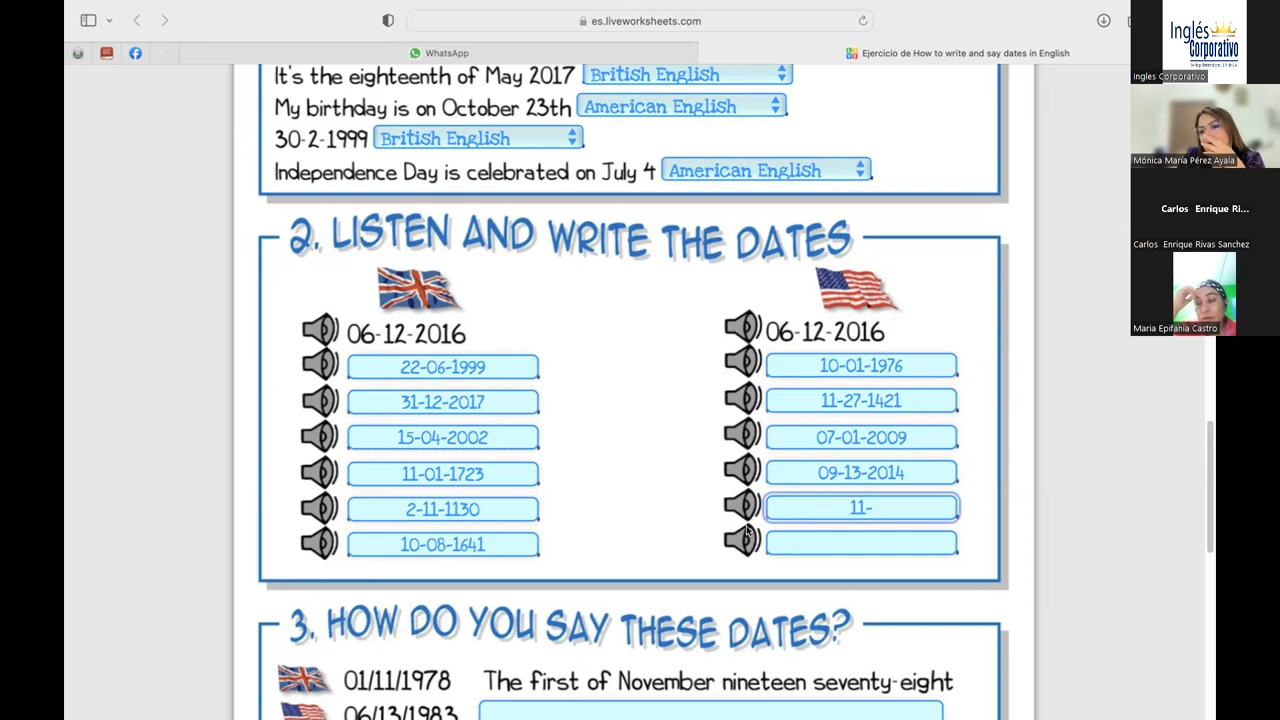 es.liveworksheets.com
WhatsApp
Ejercicio de How to write and say dates in English
It's the eighteenth of May 2017 British English
My birthday is on October 23th American English
30-2-1999 British English
Independence Day is celebrated on July 4 American English
2. LISTEN AND WRITE THE DATES
06-12-2016 06-12-2016
22-06-1999 10-01-1976
31-12-2017 11-27-1421
15-04-2002 07-01-2009
11-01-1723 09-13-2014
2-11-1130 11-
10-08-1641
3. HOW DO YOU SAY THESE DATES?
01/11/1978 The first of November nineteen seventy-eight
06/13/1983
Inglés
Corporativo
Ingles Corporativo
Mónica María Pérez Ayala
Carlos Enrique Ri...
Carlos Enrique Rivas Sanchez
Maria Epifania Castro